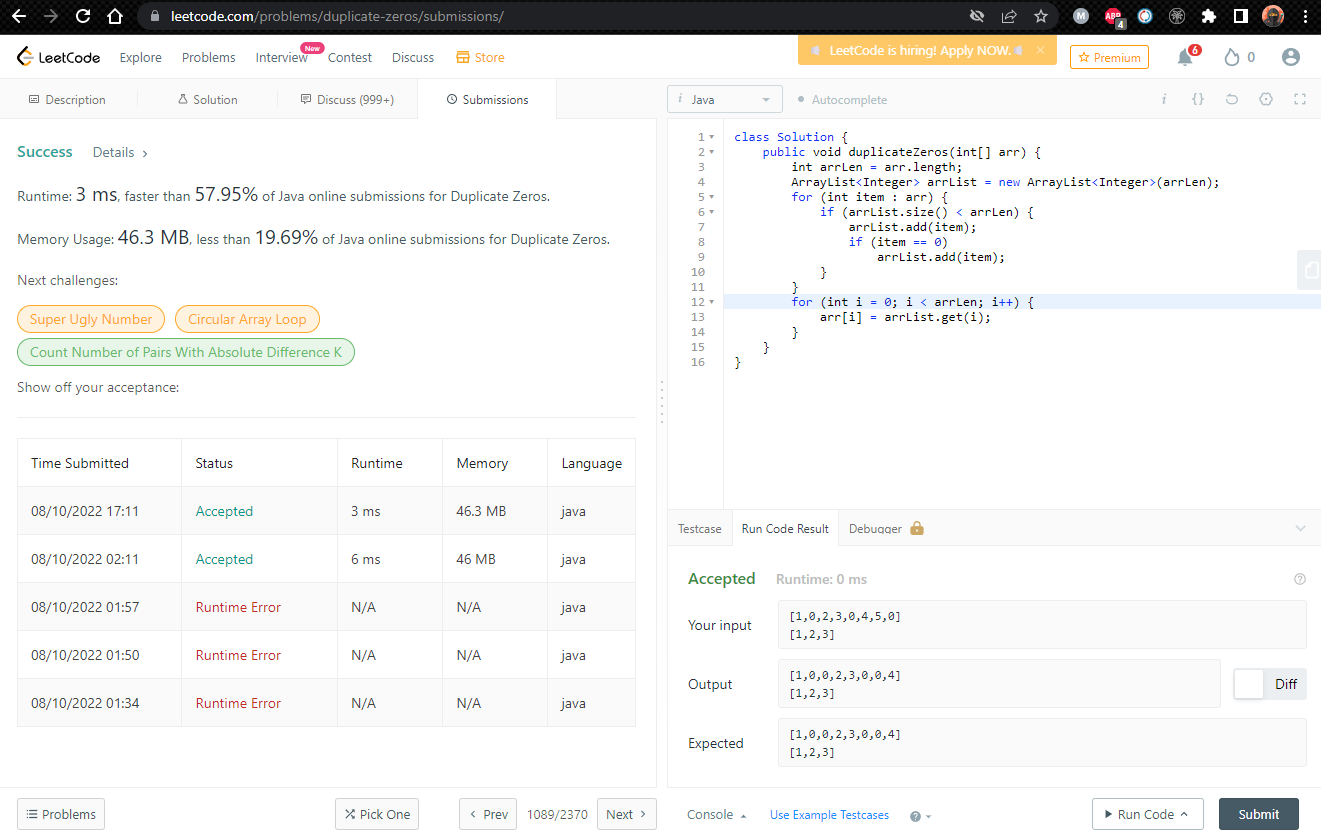 leetcode.com/problems/duplicate-zeros/submissions/
M ABP 4
LeetCode Explore Problems Interview New Contest Discuss Store LeetCode is hiring! Apply NOW. × Premium 6 0
Description Solution Discuss (999+) Submissions
i Java Autocomplete i {}
Success Details >
Runtime: 3 ms, faster than 57.95% of Java online submissions for Duplicate Zeros.
Memory Usage: 46.3 MB, less than 19.69% of Java online submissions for Duplicate Zeros.
Next challenges:
Super Ugly Number Circular Array Loop
Count Number of Pairs With Absolute Difference K
Show off your acceptance:
Time Submitted Status Runtime Memory Language
08/10/2022 17:11 Accepted 3 ms 46.3 MB java
08/10/2022 02:11 Accepted 6 ms 46 MB java
08/10/2022 01:57 Runtime Error N/A N/A java
08/10/2022 01:50 Runtime Error N/A N/A java
08/10/2022 01:34 Runtime Error N/A N/A java
1 class Solution {
2     public void duplicateZeros(int[] arr) {
3         int arrLen = arr.length;
4         ArrayList<Integer> arrList = new ArrayList<Integer>(arrLen);
5         for (int item : arr) {
6             if (arrList.size() < arrLen) {
7                 arrList.add(item);
8                 if (item == 0)
9                     arrList.add(item);
10             }
11         }
12         for (int i = 0; i < arrLen; i++) {
13             arr[i] = arrList.get(i);
14         }
15     }
16 }
Testcase Run Code Result Debugger
Accepted Runtime: 0 ms
Your input
[1,0,2,3,0,4,5,0]
[1,2,3]
Output
[1,0,0,2,3,0,0,4]
[1,2,3]
Diff
Expected
[1,0,0,2,3,0,0,4]
[1,2,3]
Problems Pick One < Prev 1089/2370 Next > Console Use Example Testcases ? Run Code Submit